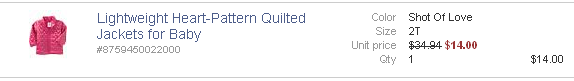 Lightweight Heart-Pattern Quilted
Jackets for Baby
#8759450022000
Color Shot Of Love
Size 2T
Unit price $34.94 $14.00
Qty 1 $14.00